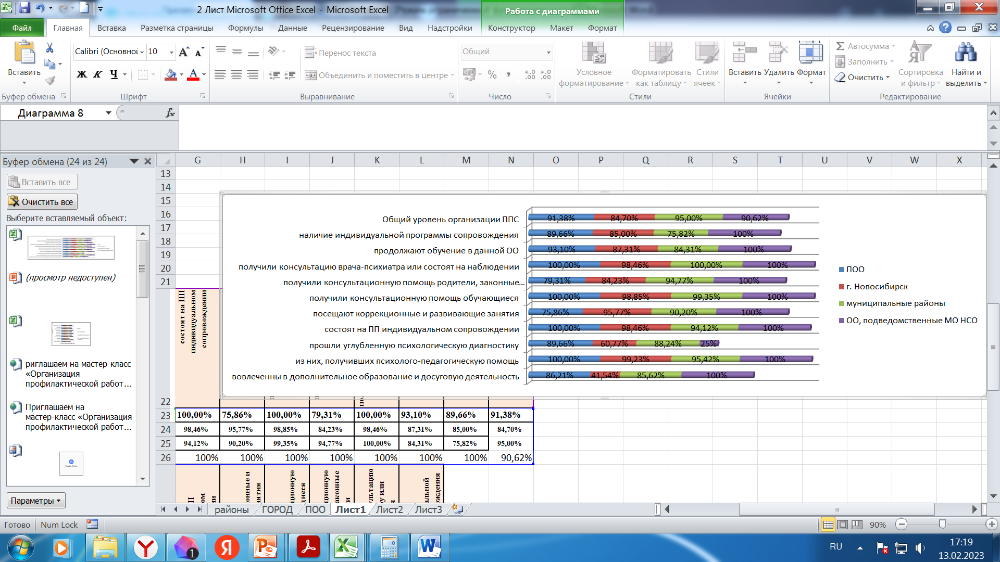 2 Лист Microsoft Office Excel - Microsoft Excel
Работа с диаграммами
Файл Главная Вставка Разметка страницы Формулы Данные Рецензирование Вид Надстройки Конструктор Макет Формат
Calibri (Основної 10
Перенос текста
Общий
Вставить
Ж К Ч
Объединить и поместить в центре
%
Условное форматирование
Форматировать как таблицу
Стили ячеек
Вставить Удалить Формат
Автосумма
Заполнить
Очистить
Сортировка и фильтр
Найти и выделить
Буфер обмена Шрифт Выравнивание Число Стили Ячейки Редактирование
Диаграмма 8
fx
Буфер обмена (24 из 24)
Вставить все
Очистить все
Выберите вставляемый объект:
(просмотр недоступен)
риглашаем на мастер-класс
«Организация
профилактической работ...
Приглашаем на
мастер-класс «Организация
профилактической работ...
Параметры
G H I J K L M N O P Q R S T U V W X
13
14
15
16
17
18
19
20
21
22
состоят на ПП
индивидуальном
сопровождении
Общий уровень организации ППС 91,38% 84,70% 95,00% 90,62%
наличие индивидуальной программы сопровождения 89,66% 85,00% 75,82% 100%
продолжают обучение в данной ОО 93,10% 87,31% 84,31% 100%
получили консультацию врача-психиатра или состоят на наблюдении 100,00% 98,46% 100,00% 100%
получили консультационную помощь родители, законные... 79,31% 84,23% 94,77% 100%
получили консультационную помощь обучающиеся 100,00% 98,85% 99,35% 100%
посещают коррекционные и развивающие занятия 75,86% 95,77% 90,20% 100%
состоят на ПП индивидуальном сопровождении 100,00% 98,46% 94,12% 100%
прошли углубленную психологическую диагностику 89,66% 60,77% 88,24% 25%
из них, получивших психолого-педагогическую помощь 100,00% 99,23% 95,42% 100%
вовлеченны в дополнительное образование и досуговую деятельность 86,21% 41,54% 85,62% 100%
ПОО
г. Новосибирск
муниципальные районы
ОО, подведомственные МО НСО
23 100,00% 75,86% 100,00% 79,31% 100,00% 93,10% 89,66% 91,38%
24 98,46% 95,77% 98,85% 84,23% 98,46% 87,31% 85,00% 84,70%
25 94,12% 90,20% 99,35% 94,77% 100,00% 84,31% 75,82% 95,00%
26 100% 100% 100% 100% 100% 100% 100% 90,62%
районы ГОРОД ПОО Лист1 Лист2 Лист3
Готово Num Lock
90%
RU
17:19
13.02.2023